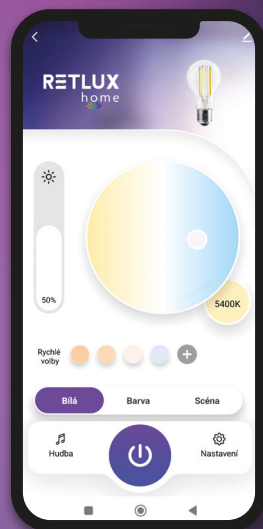 RETLUX
home
50%
5400K
Rychlé
volby
Bílá Barva Scéna
Hudba Nastavení